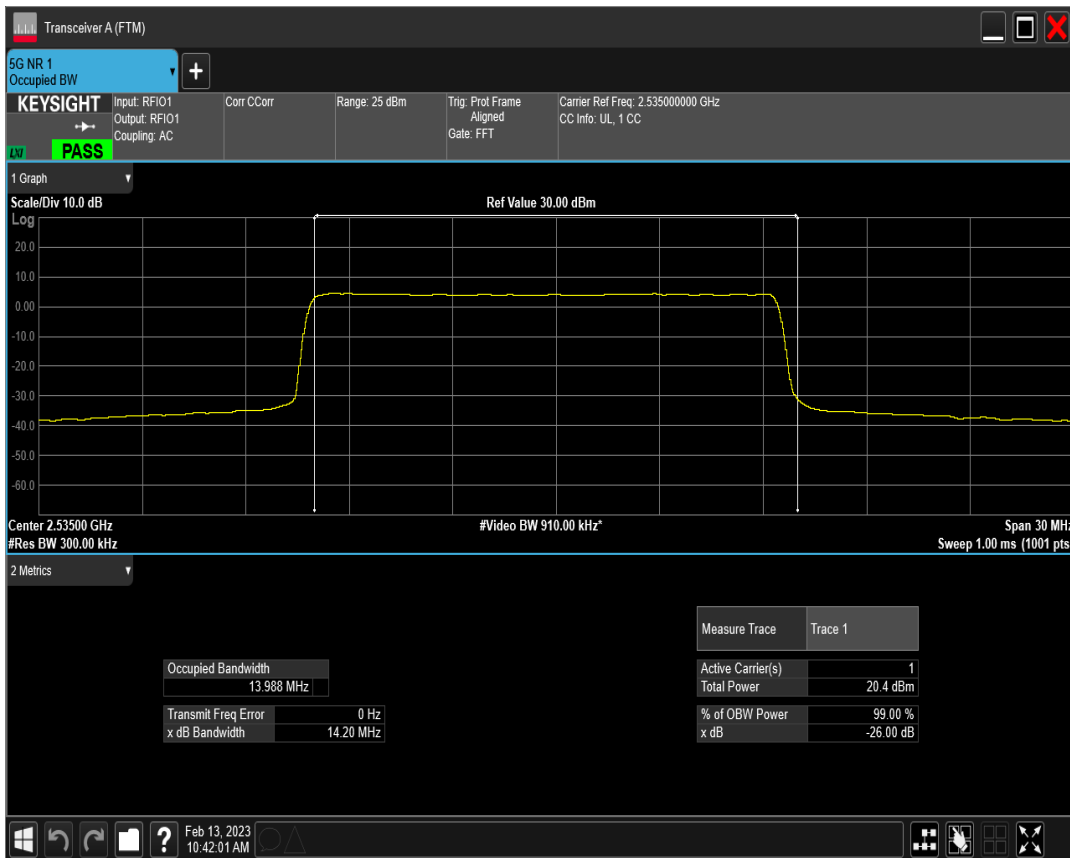 Transceiver A (FTM)
5G NR 1
Occupied BW
+
KEYSIGHT
LXI
PASS
Input: RFIO1
Output: RFIO1
Coupling: AC
Corr CCorr
Range: 25 dBm
Trig: Prot Frame
Aligned
Gate: FFT
Carrier Ref Freq: 2.535000000 GHz
CC Info: UL, 1 CC
1 Graph
Scale/Div 10.0 dB
Ref Value 30.00 dBm
Log
20.0
10.0
0.00
-10.0
-20.0
-30.0
-40.0
-50.0
-60.0
Center 2.53500 GHz
#Video BW 910.00 kHz*
Span 30 MHz
#Res BW 300.00 kHz
Sweep 1.00 ms (1001 pts
2 Metrics
Measure Trace Trace 1
Occupied Bandwidth
13.988 MHz
Active Carrier(s) 1
Total Power 20.4 dBm
Transmit Freq Error 0 Hz
x dB Bandwidth 14.20 MHz
% of OBW Power 99.00 %
x dB -26.00 dB
?
Feb 13, 2023
10:42:01 AM